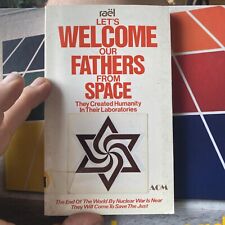 raël
LET'S
WELCOME
OUR
FATHERS
FROM
SPACE
They Created Humanity
In Their Laboratories
AOM
The End Of The World By Nuclear War Is Near
They Will Come To Save The Just